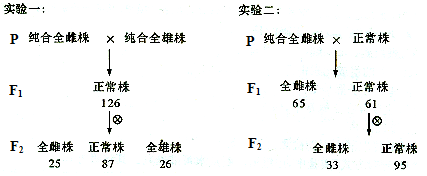 实验一: 实验二:
P 纯合全雌株 × 纯合全雄株 P 纯合全雌株 × 正常株
F₁ 正常株 F₁ 全雌株 正常株
126 65 61
⊗ ⊗
F₂ 全雌株 正常株 全雄株 F₂ 全雌株 正常株
25 87 26 33 95